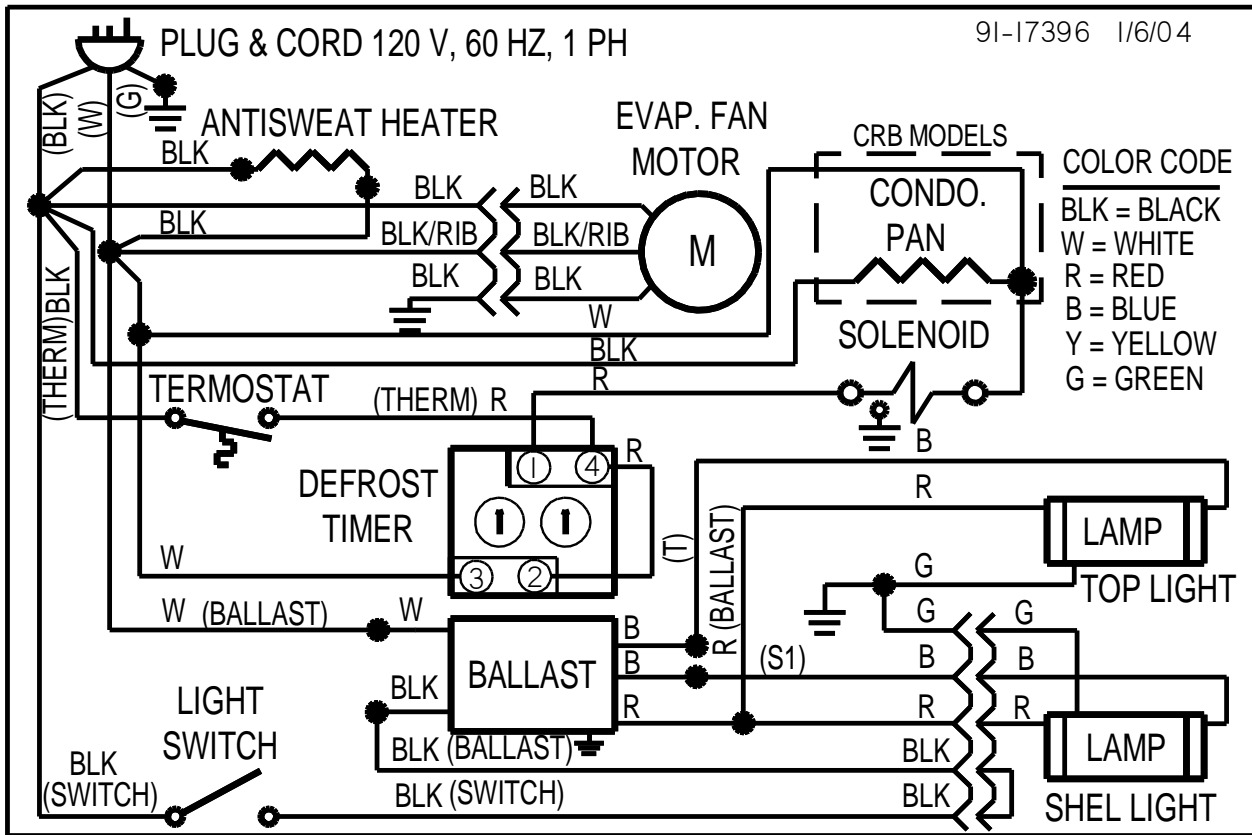 PLUG & CORD 120 V, 60 HZ, 1 PH
91-17396 1/6/04
(BLK)
(W)
(G)
ANTISWEAT HEATER
BLK
BLK
EVAP. FAN
MOTOR
BLK
BLK
BLK/RIB
BLK/RIB
BLK
BLK
M
CRB MODELS
CONDO.
PAN
COLOR CODE
BLK = BLACK
W = WHITE
R = RED
B = BLUE
Y = YELLOW
G = GREEN
W
BLK
SOLENOID
R
(THERM) BLK
TERMOSTAT
(THERM) R
B
DEFROST
TIMER
1
4
R
3
2
W
(T)
R (BALLAST)
R
LAMP
TOP LIGHT
G
W (BALLAST)
W
B
B
R
BALLAST
BLK
BLK (BALLAST)
(S1)
G
G
B
B
R
R
BLK
BLK
LAMP
SHEL LIGHT
LIGHT
SWITCH
BLK
(SWITCH)
BLK (SWITCH)